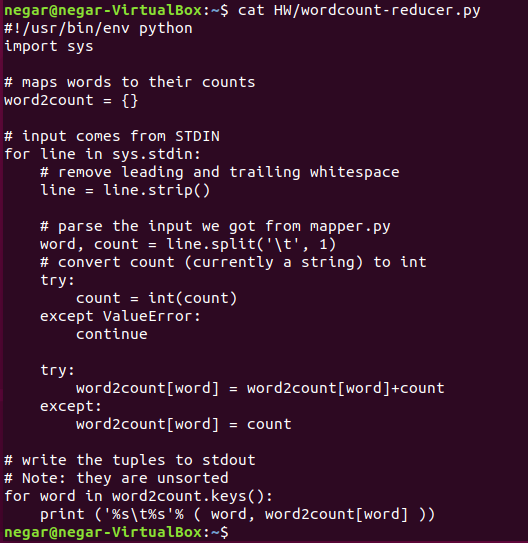 negar@negar-VirtualBox:~$ cat HW/wordcount-reducer.py
#!/usr/bin/env python
import sys

# maps words to their counts
word2count = {}

# input comes from STDIN
for line in sys.stdin:
    # remove leading and trailing whitespace
    line = line.strip()

    # parse the input we got from mapper.py
    word, count = line.split('\t', 1)
    # convert count (currently a string) to int
    try:
        count = int(count)
    except ValueError:
        continue

    try:
        word2count[word] = word2count[word]+count
    except:
        word2count[word] = count

# write the tuples to stdout
# Note: they are unsorted
for word in word2count.keys():
    print ('%s\t%s'% ( word, word2count[word] ))
negar@negar-VirtualBox:~$